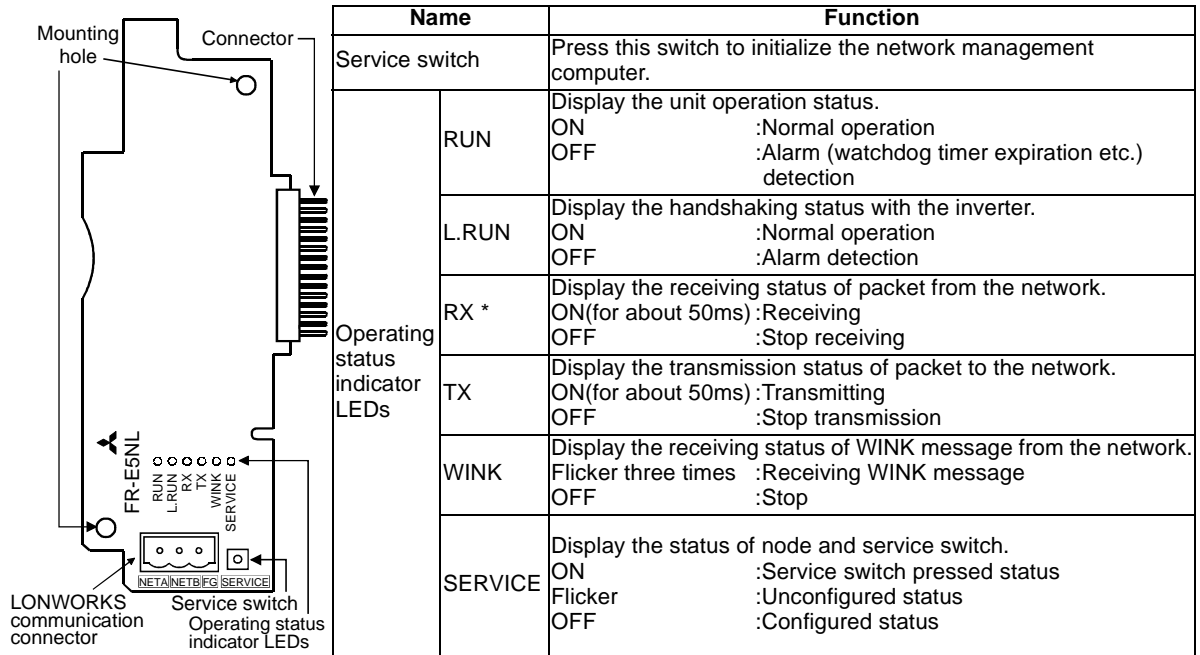 Mounting
hole
Connector
FR-E5NL
RUN
L.RUN
RX
TX
WINK
SERVICE
NETA NETB FG SERVICE
LONWORKS
communication
connector
Service switch
Operating status
indicator LEDs
Name Function
Service switch
Press this switch to initialize the network management
computer.
Operating
status
indicator
LEDs
RUN
Display the unit operation status.
ON :Normal operation
OFF :Alarm (watchdog timer expiration etc.)
detection
L.RUN
Display the handshaking status with the inverter.
ON :Normal operation
OFF :Alarm detection
RX *
Display the receiving status of packet from the network.
ON(for about 50ms) :Receiving
OFF :Stop receiving
TX
Display the transmission status of packet to the network.
ON(for about 50ms) :Transmitting
OFF :Stop transmission
WINK
Display the receiving status of WINK message from the network.
Flicker three times :Receiving WINK message
OFF :Stop
SERVICE
Display the status of node and service switch.
ON :Service switch pressed status
Flicker :Unconfigured status
OFF :Configured status